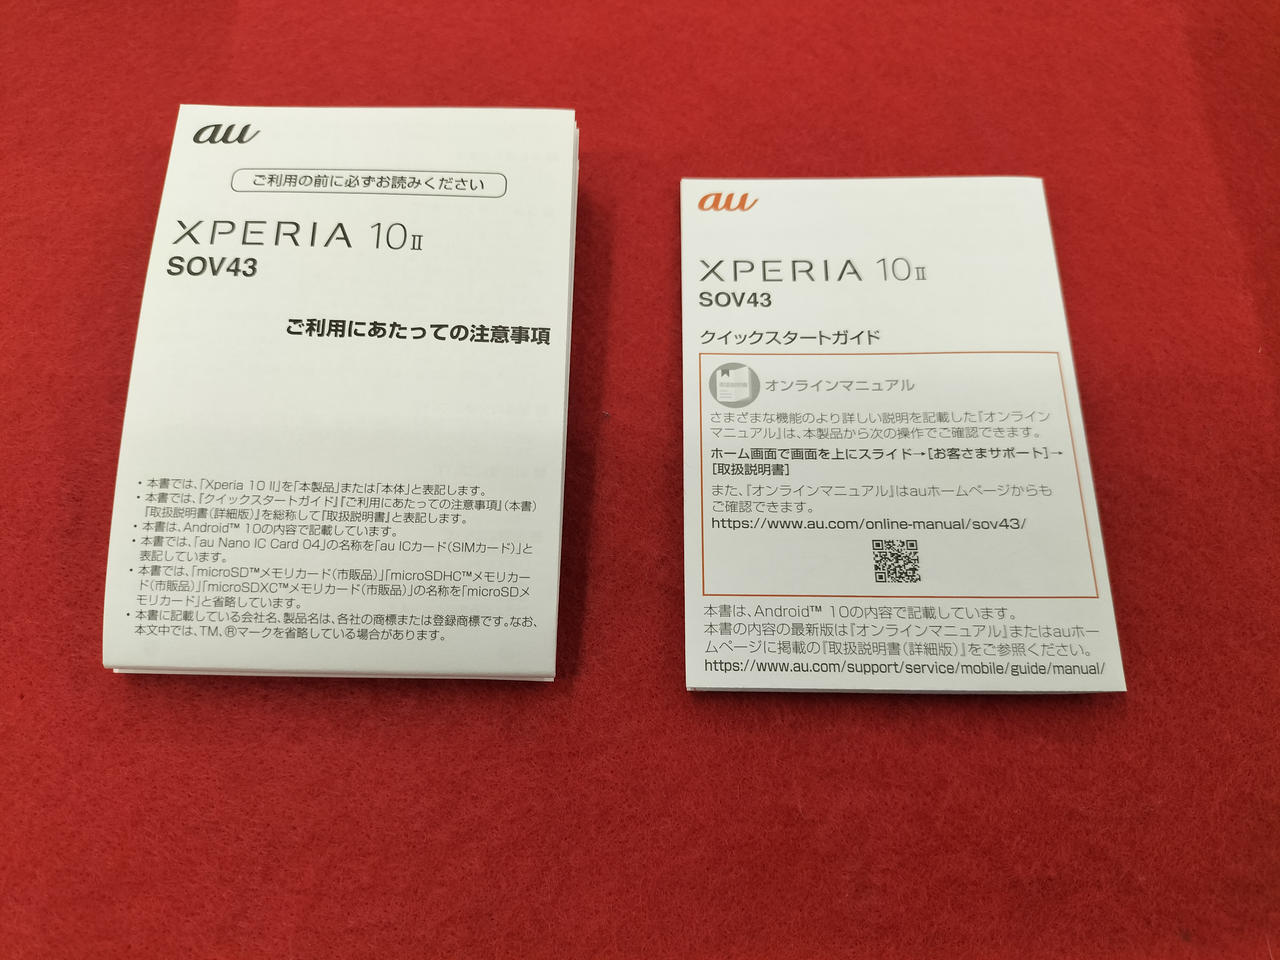 au
ご利用の前に必ずお読みください
XPERIA 10 II
SOV43
ご利用にあたっての注意事項
・本書では、「Xperia 10 II」を「本製品」または「本体」と表記します。
・本書では、『クイックスタートガイド』『ご利用にあたっての注意事項』(本書)
『取扱説明書(詳細版)』を総称して『取扱説明書』と表記します。
・本書は、Android™ 10の内容で記載しています。
・本書では、「au Nano IC Card 04」の名称を「au ICカード(SIMカード)」と
表記しています。
・本書では、「microSD™メモリカード(市販品)」「microSDHC™メモリカー
ド(市販品)」「microSDXC™メモリカード(市販品)」の名称を「microSDメ
モリカード」と省略しています。
・本書に記載している会社名、製品名は、各社の商標または登録商標です。なお、
本文中では、TM、®マークを省略している場合があります。
au
XPERIA 10 II
SOV43
クイックスタートガイド
取扱説明書
オンラインマニュアル
さまざまな機能のより詳しい説明を記載した『オンライン
マニュアル』は、本製品から次の操作でご確認できます。
ホーム画面で画面を上にスライド→[お客さまサポート]→
[取扱説明書]
また、『オンラインマニュアル』はauホームページからも
ご確認できます。
https://www.au.com/online-manual/sov43/
本書は、Android™ 10の内容で記載しています。
本書の内容の最新版は『オンラインマニュアル』またはauホー
ムページに掲載の『取扱説明書(詳細版)』をご参照ください。
https://www.au.com/support/service/mobile/guide/manual/